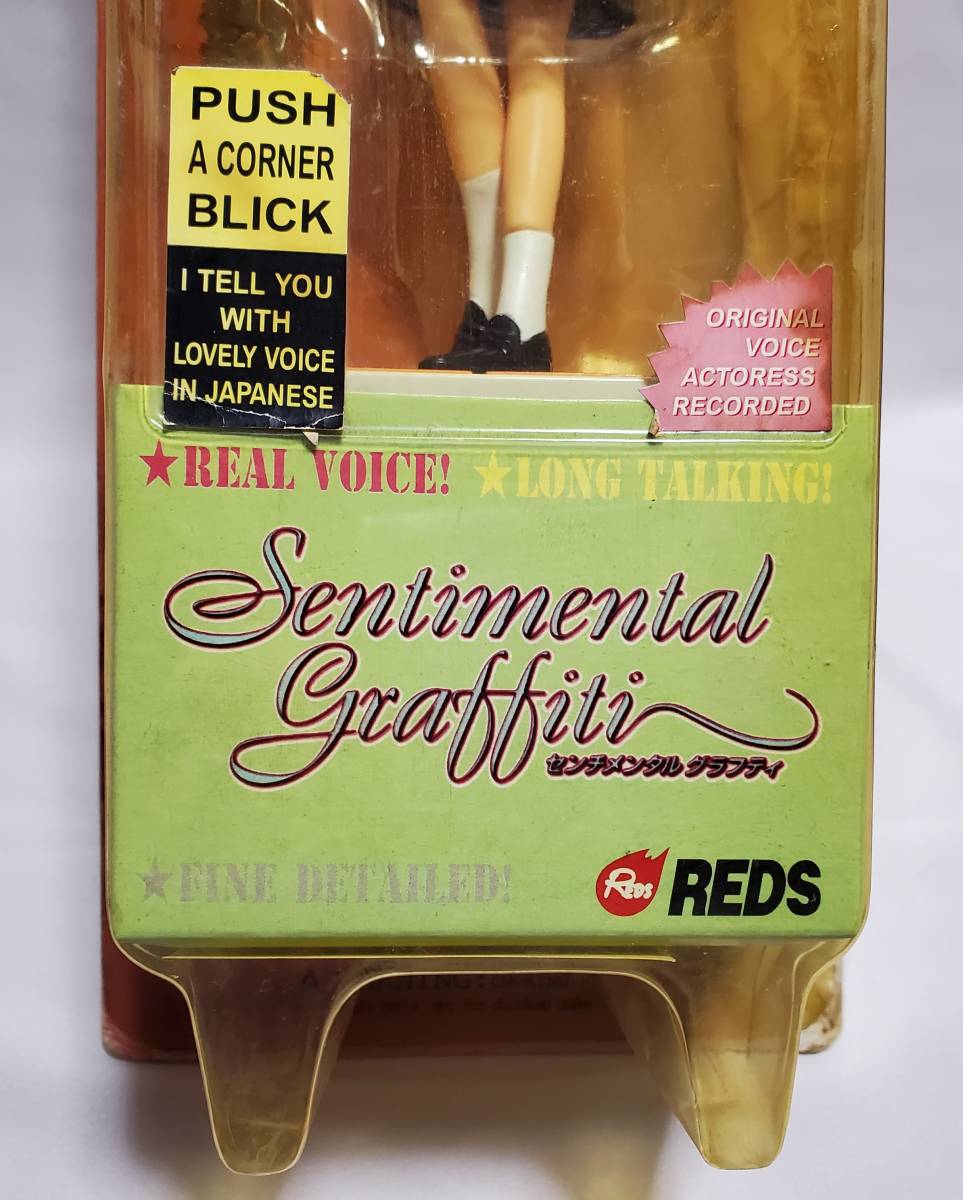 PUSH
A CORNER
BLICK
I TELL YOU
WITH
LOVELY VOICE
IN JAPANESE
ORIGINAL
VOICE
ACTORESS
RECORDED
★REAL VOICE! ★LONG TALKING!
Sentimental
Graffiti
センチメンタル グラフティ
★FINE DETAILED!
REDS REDS